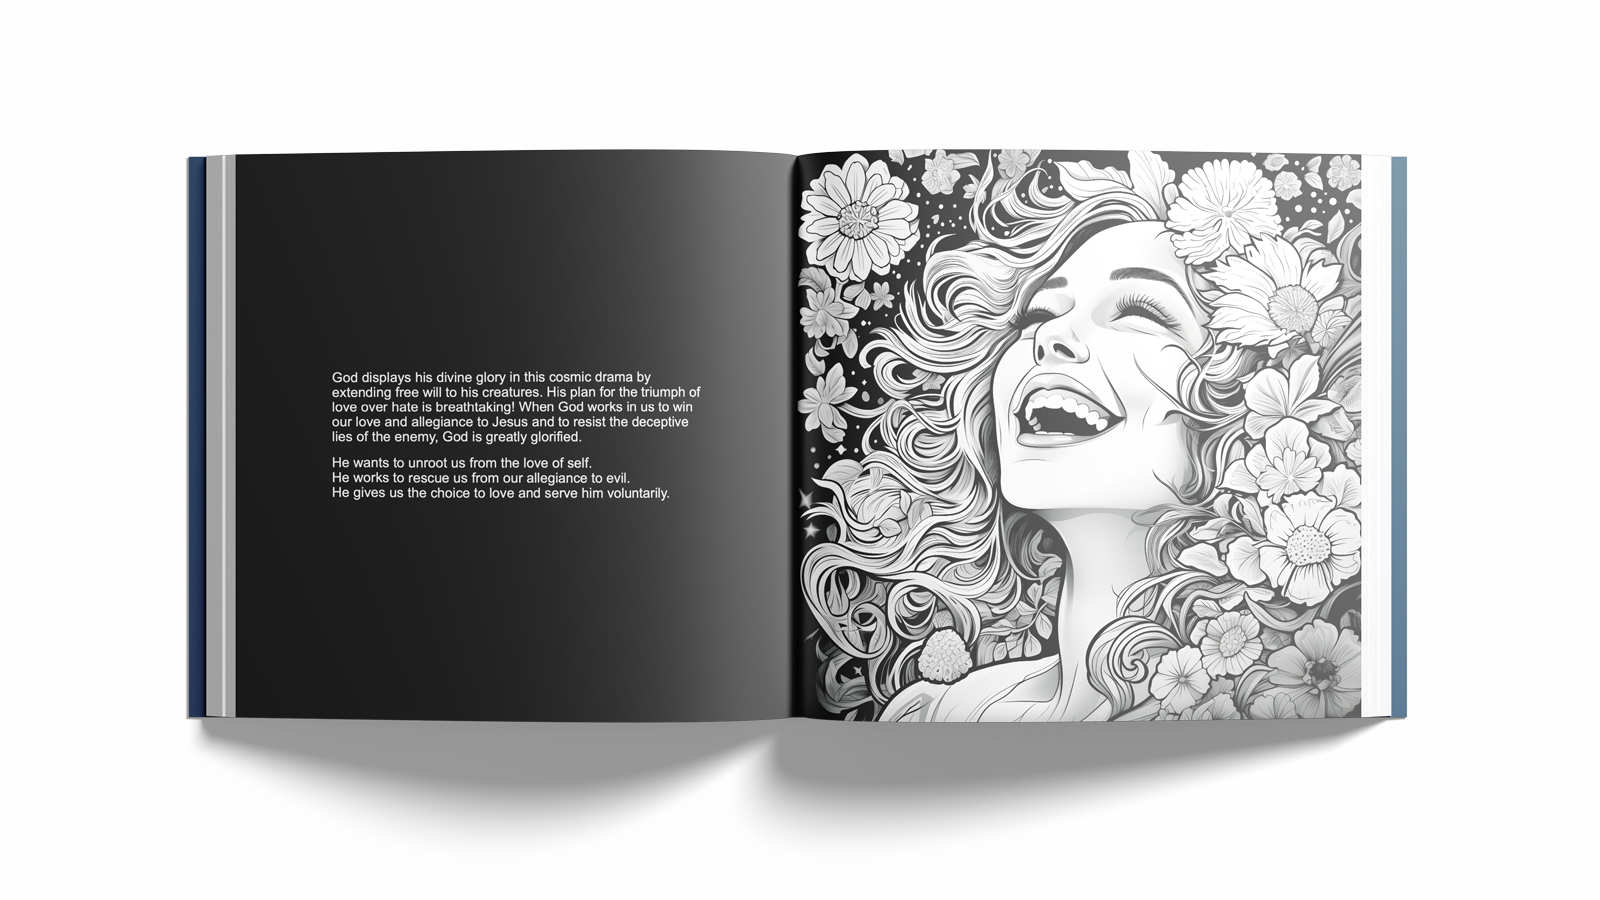 God displays his divine glory in this cosmic drama by
extending free will to his creatures. His plan for the triumph of
love over hate is breathtaking! When God works in us to win
our love and allegiance to Jesus and to resist the deceptive
lies of the enemy, God is greatly glorified.
He wants to unroot us from the love of self.
He works to rescue us from our allegiance to evil.
He gives us the choice to love and serve him voluntarily.